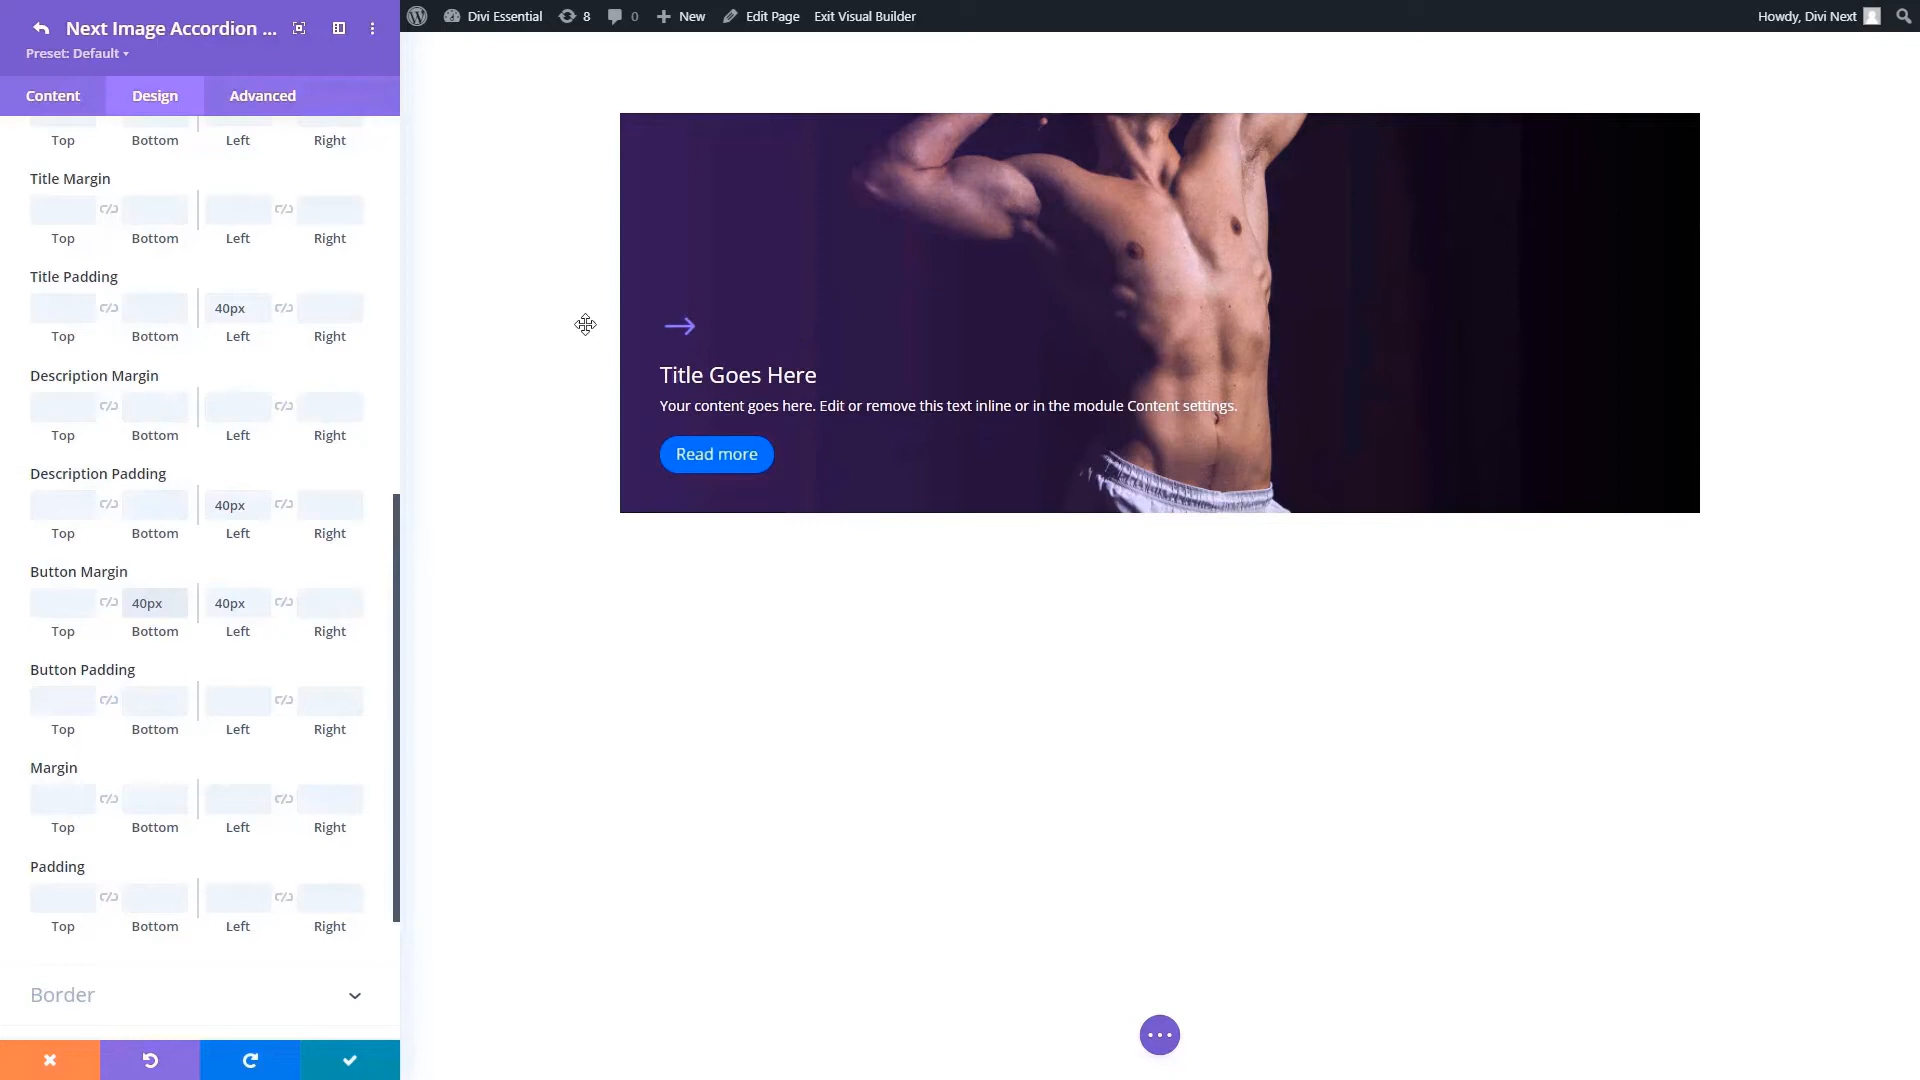 Next Image Accordion ...
Preset: Default
Content Design Advanced
Top Bottom Left Right
Title Margin
Top Bottom Left Right
Title Padding
40px
Top Bottom Left Right
Description Margin
Top Bottom Left Right
Description Padding
40px
Top Bottom Left Right
Button Margin
40px 40px
Top Bottom Left Right
Button Padding
Top Bottom Left Right
Margin
Top Bottom Left Right
Padding
Top Bottom Left Right
Border
Divi Essential 8 0 New Edit Page Exit Visual Builder Howdy, Divi Next
Title Goes Here
Your content goes here. Edit or remove this text inline or in the module Content settings.
Read more